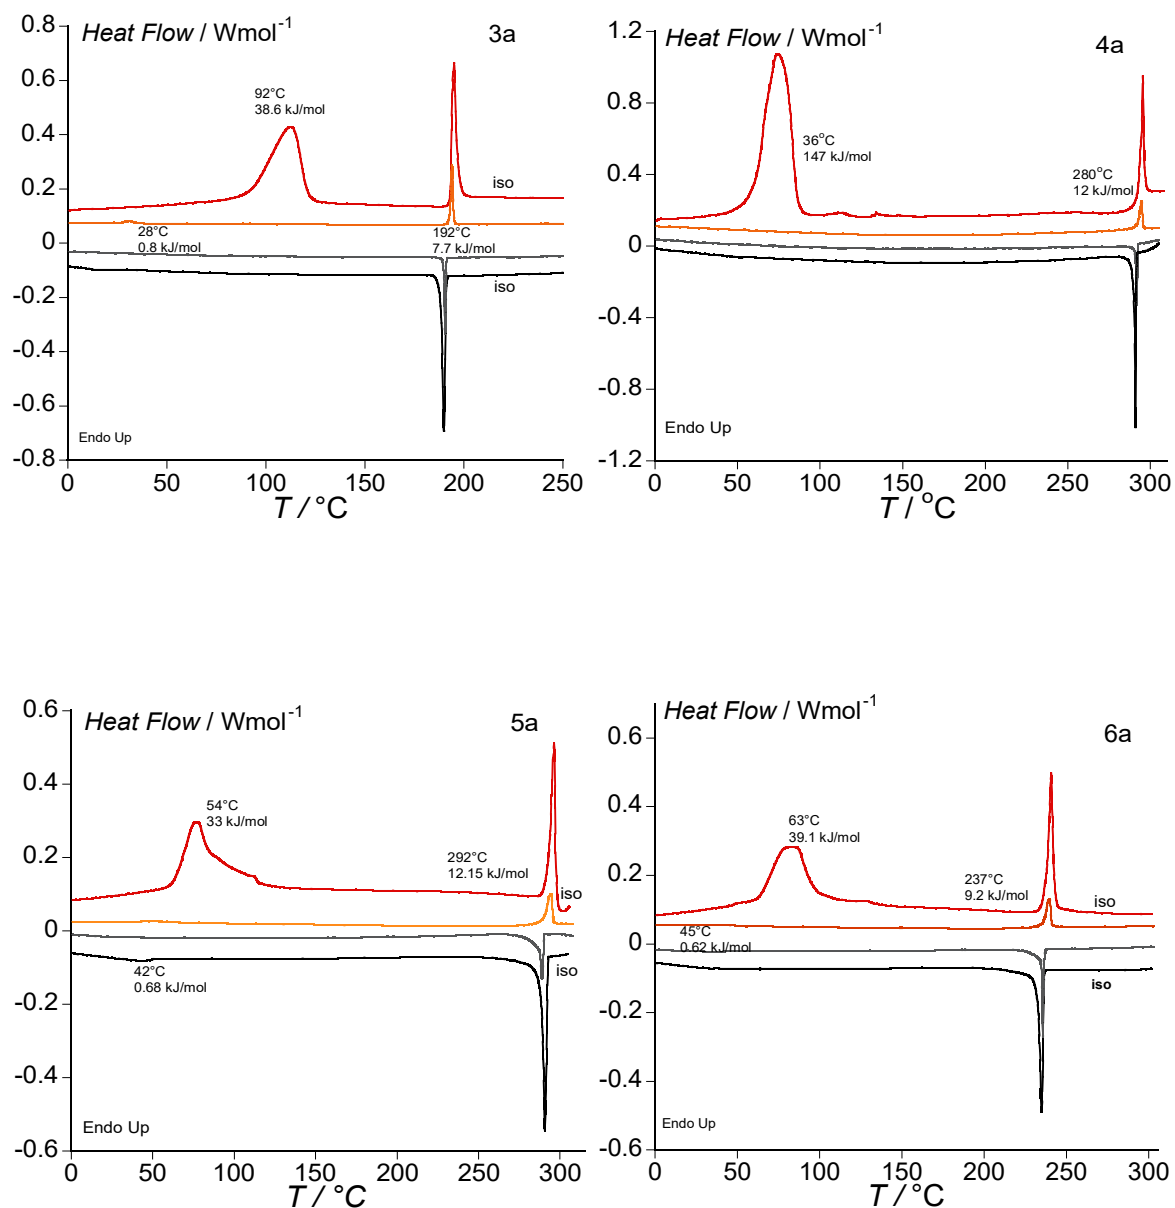 Heat Flow / Wmol-1
3a
0.8
0.6
0.4
0.2
0
-0.2
-0.4
-0.6
-0.8
92°C
38.6 kJ/mol
iso
28°C
0.8 kJ/mol
192°C
7.7 kJ/mol
iso
Endo Up
0 50 100 150 200 250
T / °C
Heat Flow / Wmol-1
4a
1.2
0.8
0.4
0
-0.4
-0.8
-1.2
36°C
147 kJ/mol
280°C
12 kJ/mol
Endo Up
0 50 100 150 200 250 300
T / °C
Heat Flow / Wmol-1
5a
0.6
0.4
0.2
0
-0.2
-0.4
-0.6
54°C
33 kJ/mol
292°C
12.15 kJ/mol
iso
iso
42°C
0.68 kJ/mol
Endo Up
0 50 100 150 200 250 300
T / °C
Heat Flow / Wmol-1
6a
0.6
0.4
0.2
0
-0.2
-0.4
-0.6
63°C
39.1 kJ/mol
237°C
9.2 kJ/mol
iso
45°C
0.62 kJ/mol
iso
Endo Up
0 50 100 150 200 250 300
T / °C